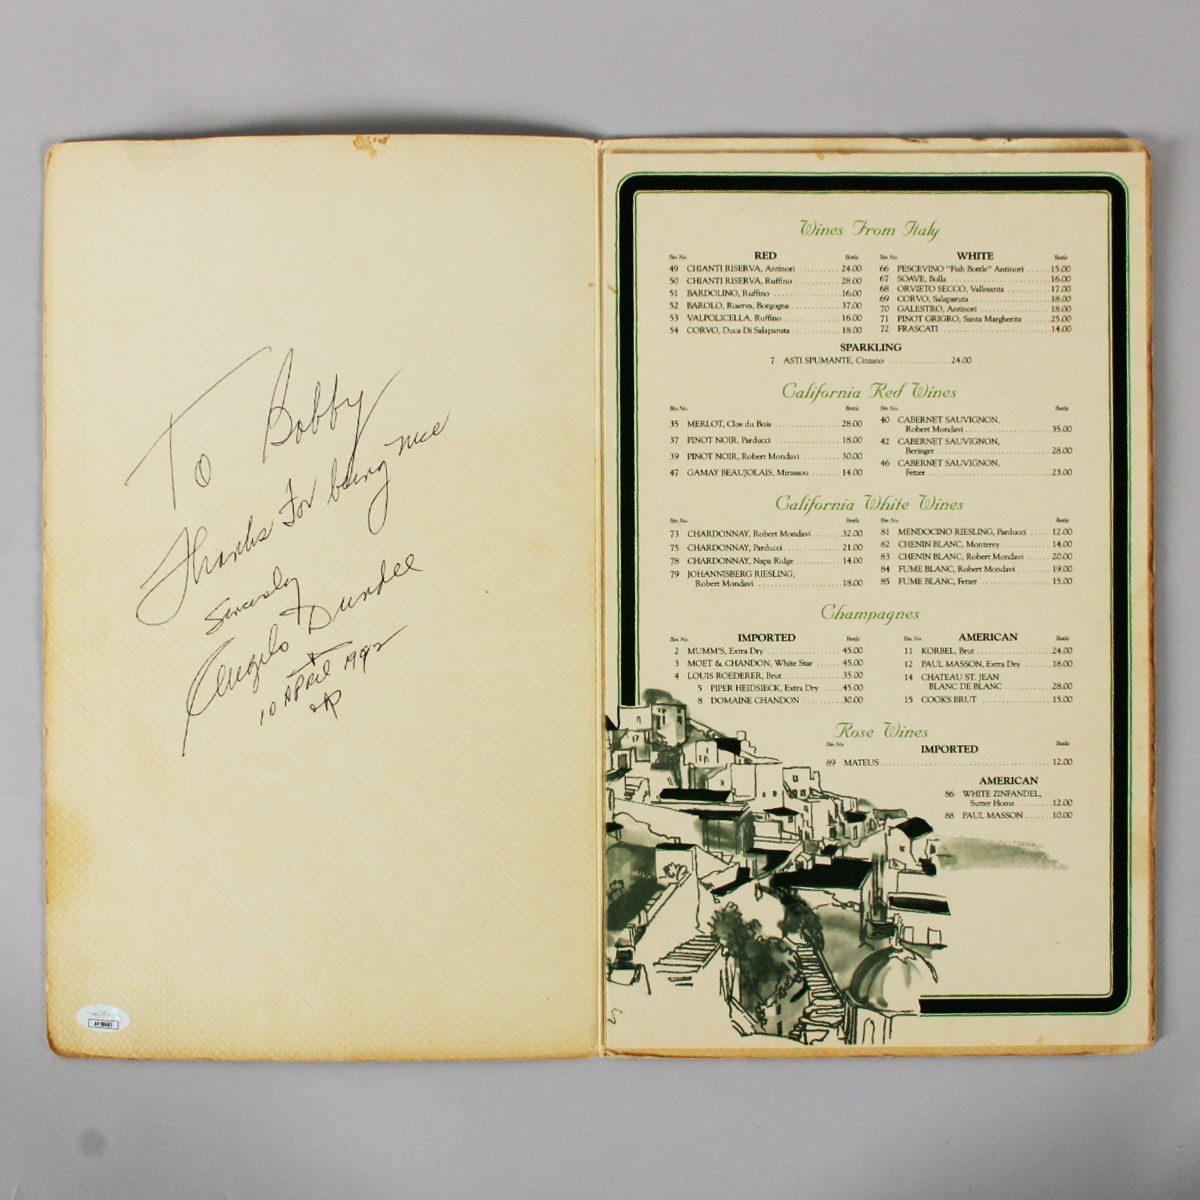 To Bobby
Thanks For being nice
Sincerely
Angelo Dundee
10 APRIL 1992
Wines From Italy
Bin No. RED Bottle
49 CHIANTI RISERVA, Antinori 24.00
50 CHIANTI RISERVA, Ruffino 28.00
51 BARDOLINO, Ruffino 16.00
52 BAROLO, Riserva, Borgogna 37.00
53 VALPOLICELLA, Ruffino 16.00
54 CORVO, Duca Di Salaparuta 18.00
Bin No. WHITE Bottle
66 PESCEVINO "Fish Bottle" Antinori 15.00
67 SOAVE, Bolla 16.00
68 ORVIETO SECCO, Vallesanta 17.00
69 CORVO, Salaparuta 18.00
70 GALESTRO, Antinori 18.00
71 PINOT GRIGRO, Santa Margherita 25.00
72 FRASCATI 14.00
SPARKLING
7 ASTI SPUMANTE, Cinzano 24.00
California Red Wines
Bin No. Bottle
35 MERLOT, Clos du Bois 28.00
37 PINOT NOIR, Parducci 18.00
39 PINOT NOIR, Robert Mondavi 30.00
47 GAMAY BEAUJOLAIS, Mirassou 14.00
Bin No. Bottle
40 CABERNET SAUVIGNON,
Robert Mondavi 35.00
42 CABERNET SAUVIGNON,
Beringer 28.00
46 CABERNET SAUVIGNON,
Fetzer 23.00
California White Wines
Bin No. Bottle
73 CHARDONNAY, Robert Mondavi 32.00
75 CHARDONNAY, Parducci 21.00
78 CHARDONNAY, Napa Ridge 14.00
79 JOHANNISBERG RIESLING,
Robert Mondavi 18.00
Bin No. Bottle
81 MENDOCINO RIESLING, Parducci 12.00
82 CHENIN BLANC, Monterey 14.00
83 CHENIN BLANC, Robert Mondavi 20.00
84 FUME BLANC, Robert Mondavi 19.00
85 FUME BLANC, Fetzer 15.00
Champagnes
Bin No. IMPORTED Bottle
2 MUMM'S, Extra Dry 45.00
3 MOET & CHANDON, White Star 45.00
4 LOUIS ROEDERER, Brut 35.00
5 PIPER HEIDSIECK, Extra Dry 45.00
8 DOMAINE CHANDON 30.00
Bin No. AMERICAN Bottle
11 KORBEL, Brut 24.00
12 PAUL MASSON, Extra Dry 18.00
14 CHATEAU ST. JEAN
BLANC DE BLANC 28.00
15 COOKS BRUT 15.00
Rose Wines
Bin No. IMPORTED Bottle
89 MATEUS 12.00
AMERICAN
86 WHITE ZINFANDEL,
Sutter Home 12.00
88 PAUL MASSON 10.00